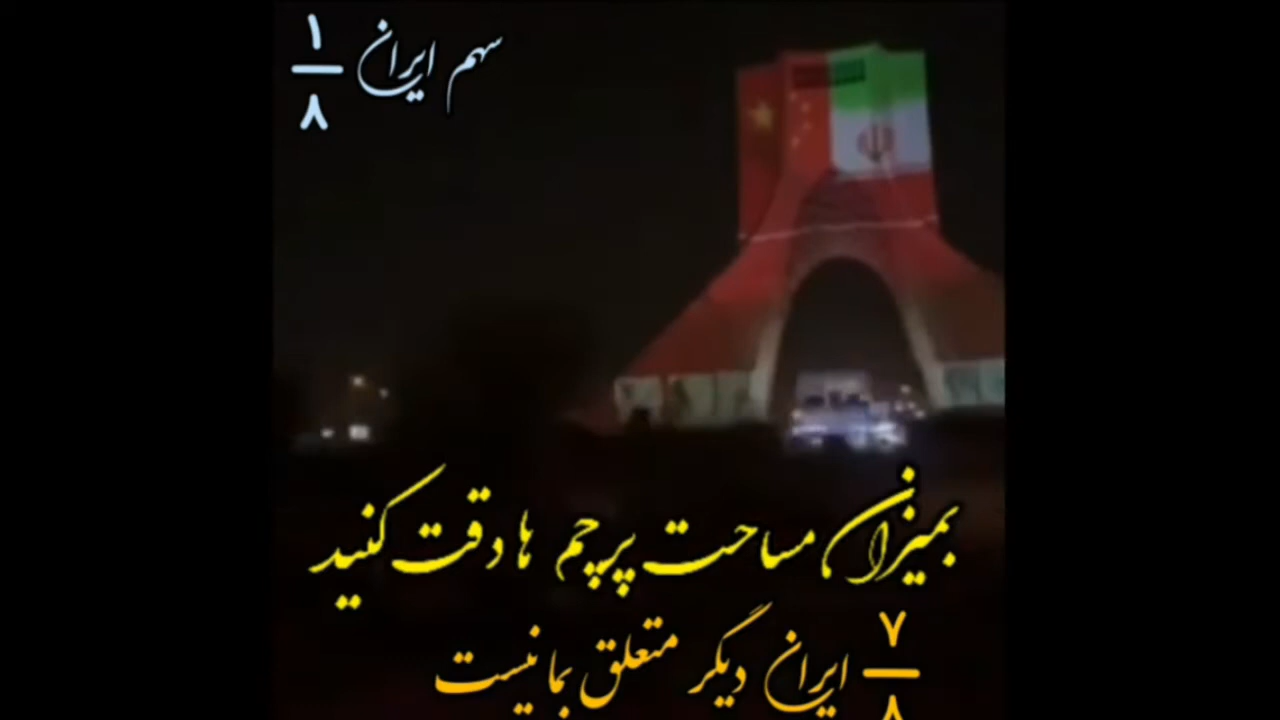 سهم ایران ۱/۸
بمیزان مساحت پرچم ها دقت کنید
۷/۸ ایران دیگر متعلق بما نیست